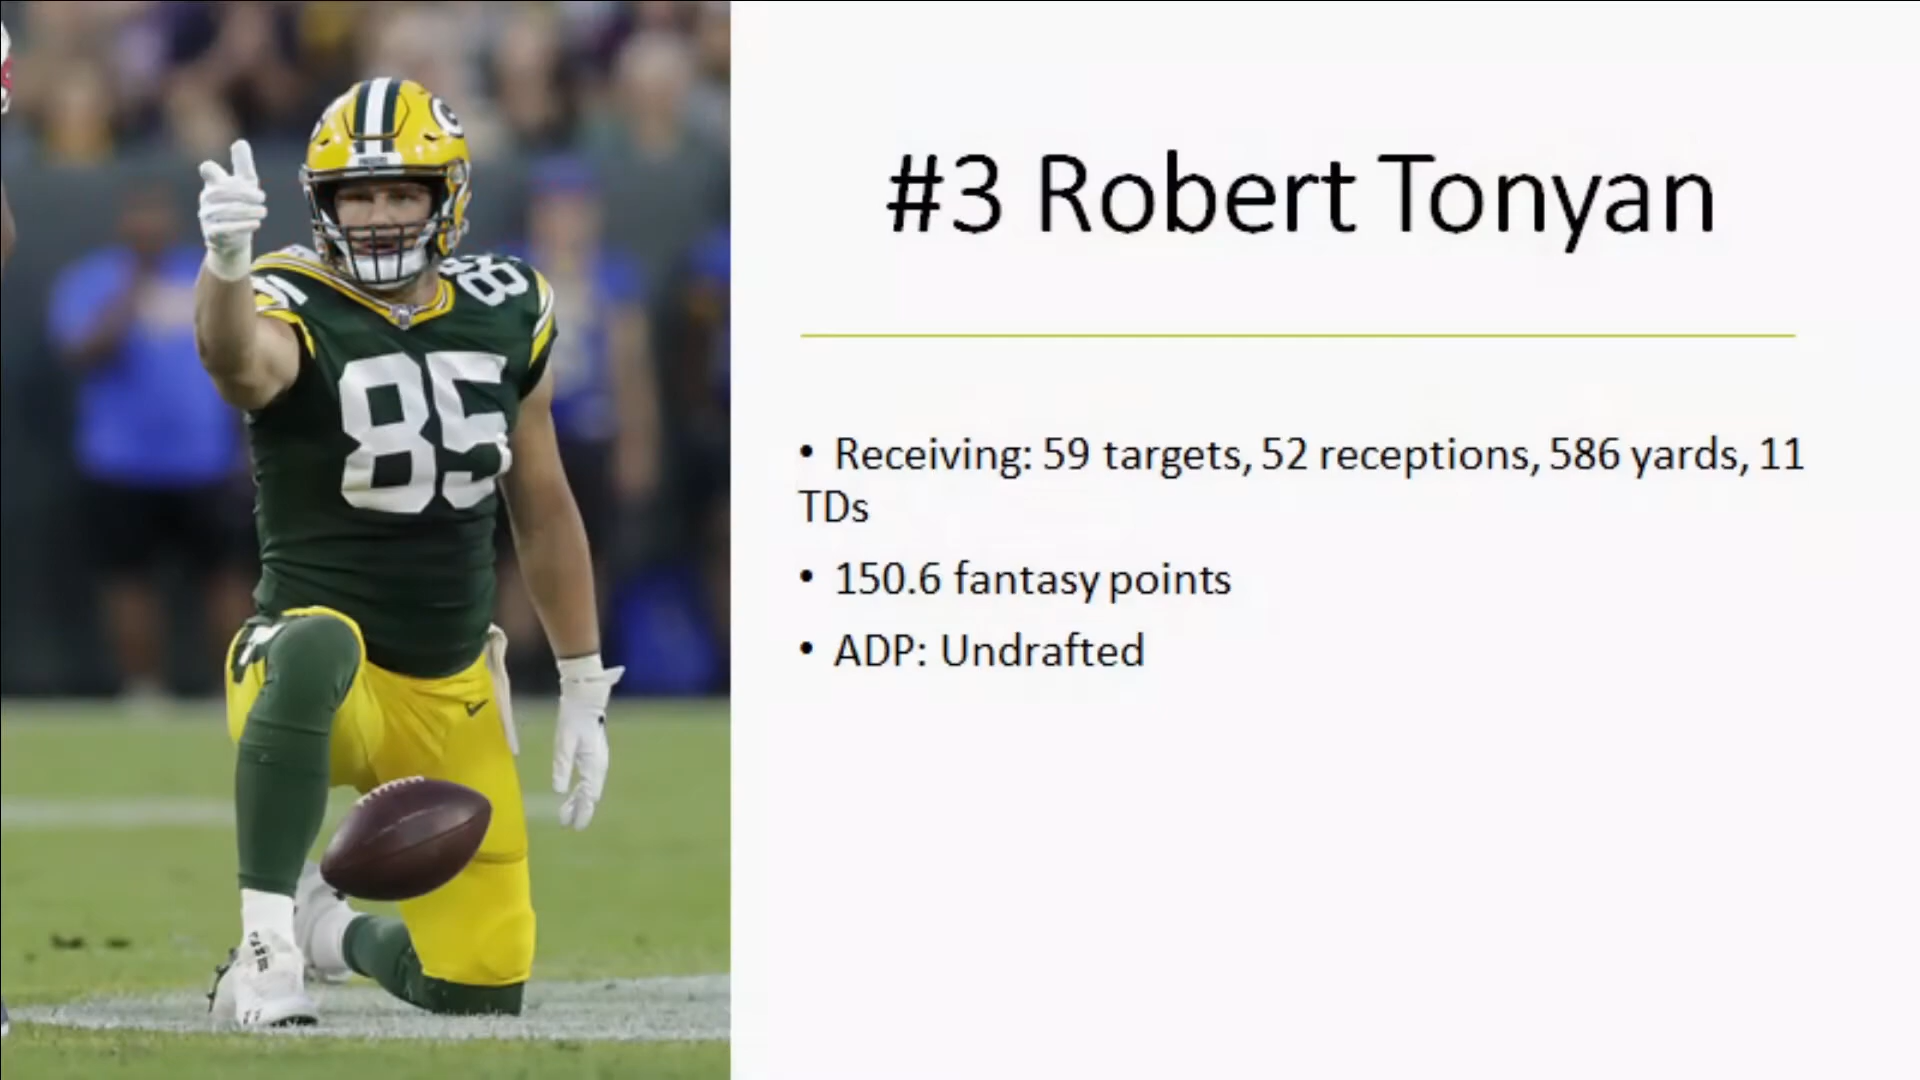 #3 Robert Tonyan
• Receiving: 59 targets, 52 receptions, 586 yards, 11
TDs
• 150.6 fantasy points
• ADP: Undrafted
G
PACKERS
85
85